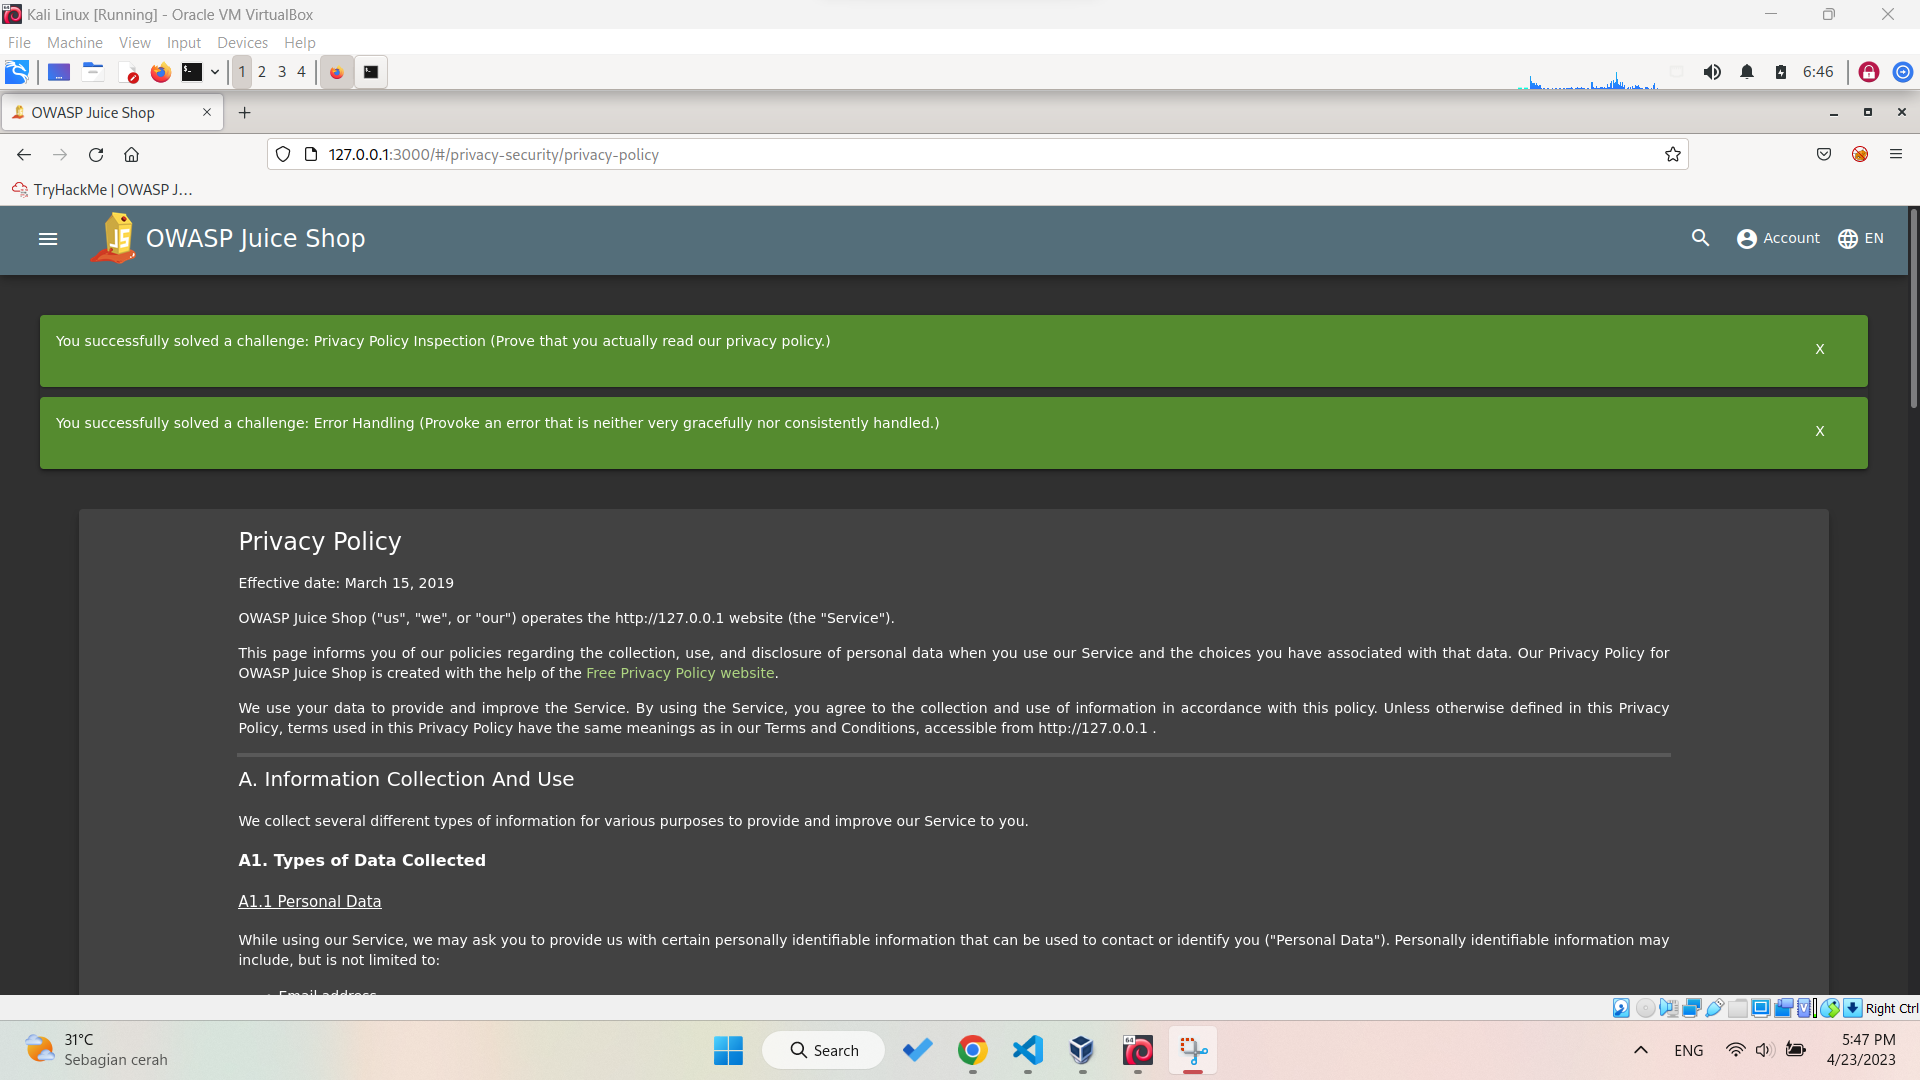 Kali Linux [Running] - Oracle VM VirtualBox
File Machine View Input Devices Help
1 2 3 4
6:46
OWASP Juice Shop
127.0.0.1:3000/#/privacy-security/privacy-policy
TryHackMe | OWASP J…
OWASP Juice Shop
Account
EN
You successfully solved a challenge: Privacy Policy Inspection (Prove that you actually read our privacy policy.)
X
You successfully solved a challenge: Error Handling (Provoke an error that is neither very gracefully nor consistently handled.)
X
Privacy Policy
Effective date: March 15, 2019
OWASP Juice Shop ("us", "we", or "our") operates the http://127.0.0.1 website (the "Service").
This page informs you of our policies regarding the collection, use, and disclosure of personal data when you use our Service and the choices you have associated with that data. Our Privacy Policy for
OWASP Juice Shop is created with the help of the Free Privacy Policy website.
We use your data to provide and improve the Service. By using the Service, you agree to the collection and use of information in accordance with this policy. Unless otherwise defined in this Privacy
Policy, terms used in this Privacy Policy have the same meanings as in our Terms and Conditions, accessible from http://127.0.0.1 .
A. Information Collection And Use
We collect several different types of information for various purposes to provide and improve our Service to you.
A1. Types of Data Collected
A1.1 Personal Data
While using our Service, we may ask you to provide us with certain personally identifiable information that can be used to contact or identify you ("Personal Data"). Personally identifiable information may
include, but is not limited to:
Email address
Right Ctrl
31°C
Sebagian cerah
Search
ENG
5:47 PM
4/23/2023